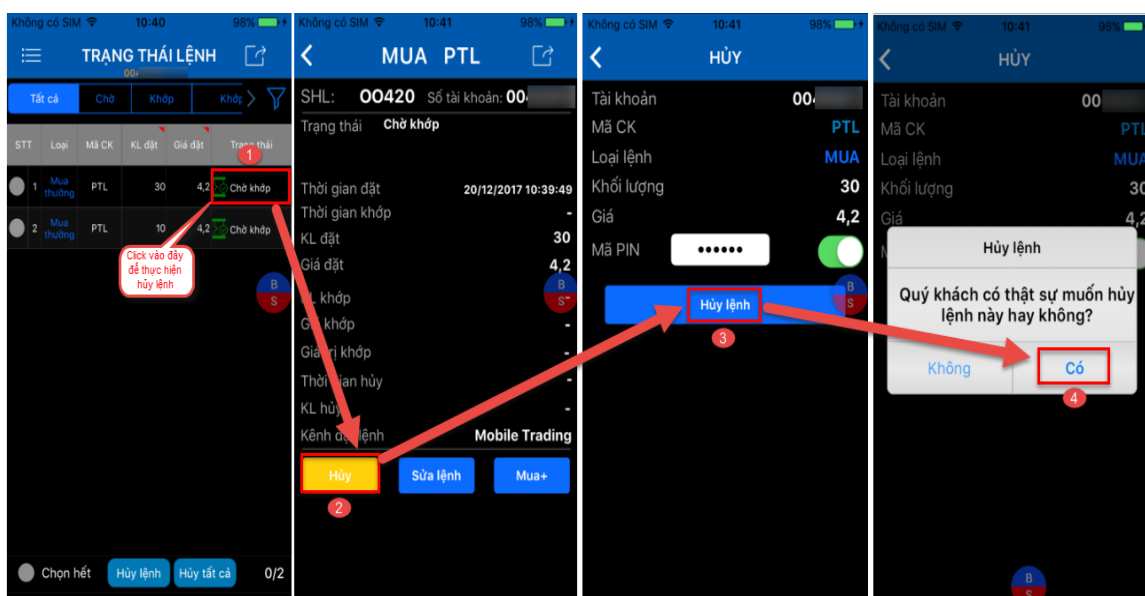 Không có SIM 10:40 98%
TRẠNG THÁI LỆNH
004
Tất cả Chờ Khớp Khớp
STT Loại Mã CK KL đặt Giá đặt Trạng thái
1
1 Mua thường PTL 30 4,2 Chờ khớp
2 Mua thường PTL 10 4,2 Chờ khớp
Click vào đây
để thực hiện
hủy lệnh
B
S
Chọn hết Hủy lệnh Hủy tất cả 0/2
Không có SIM 10:41 98%
MUA PTL
SHL: OO420 Số tài khoản: 00
Trạng thái Chờ khớp
Thời gian đặt 20/12/2017 10:39:49
Thời gian khớp -
KL đặt 30
Giá đặt 4,2
B
KL khớp S -
Giá khớp -
Giá trị khớp -
Thời gian hủy -
KL hủy -
Kênh đặt lệnh Mobile Trading
Hủy Sửa lệnh Mua+
2
Không có SIM 10:41 98%
HỦY
Tài khoản 00
Mã CK PTL
Loại lệnh MUA
Khối lượng 30
Giá 4,2
Mã PIN ••••••
B
S
Hủy lệnh
3
Không có SIM 10:41 98%
HỦY
Tài khoản 00
Mã CK PTL
Loại lệnh MUA
Khối lượng 30
Giá 4,2
Hủy lệnh
Quý khách có thật sự muốn hủy
lệnh này hay không?
Không Có
4
B
S